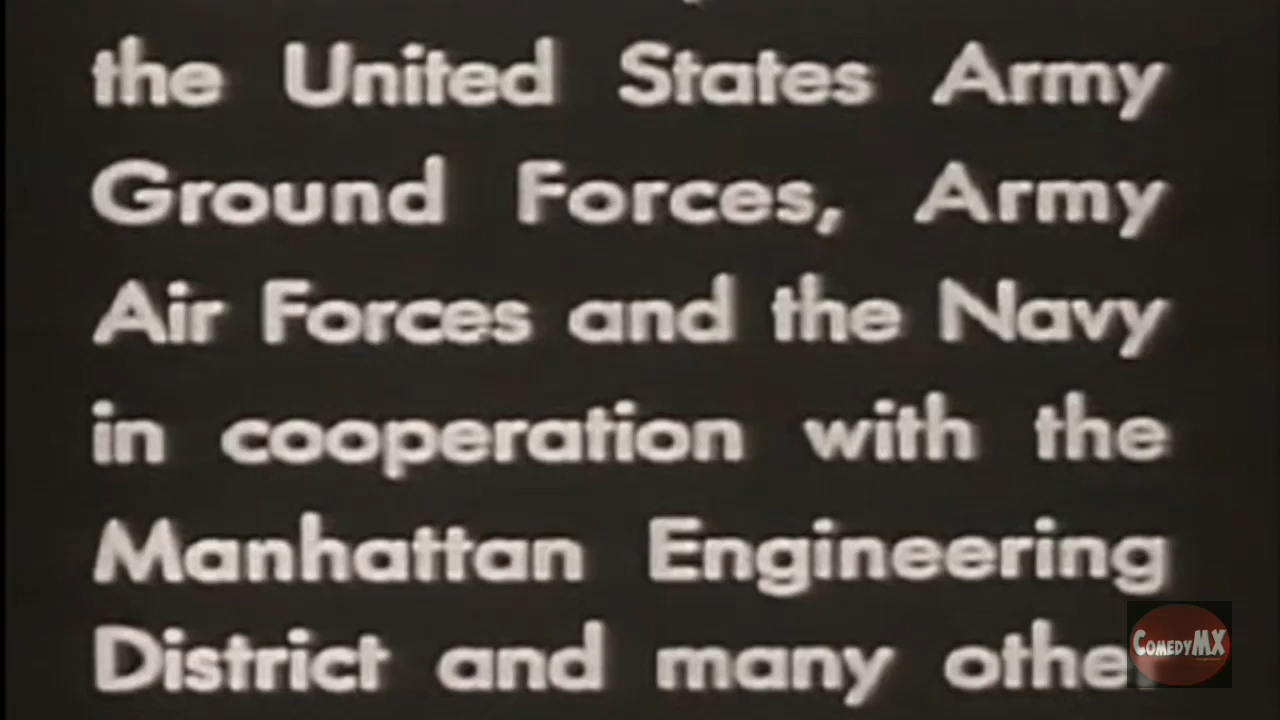 the United States Army
Ground Forces, Army
Air Forces and the Navy
in cooperation with the
Manhattan Engineering
District and many other
COMEDYMX